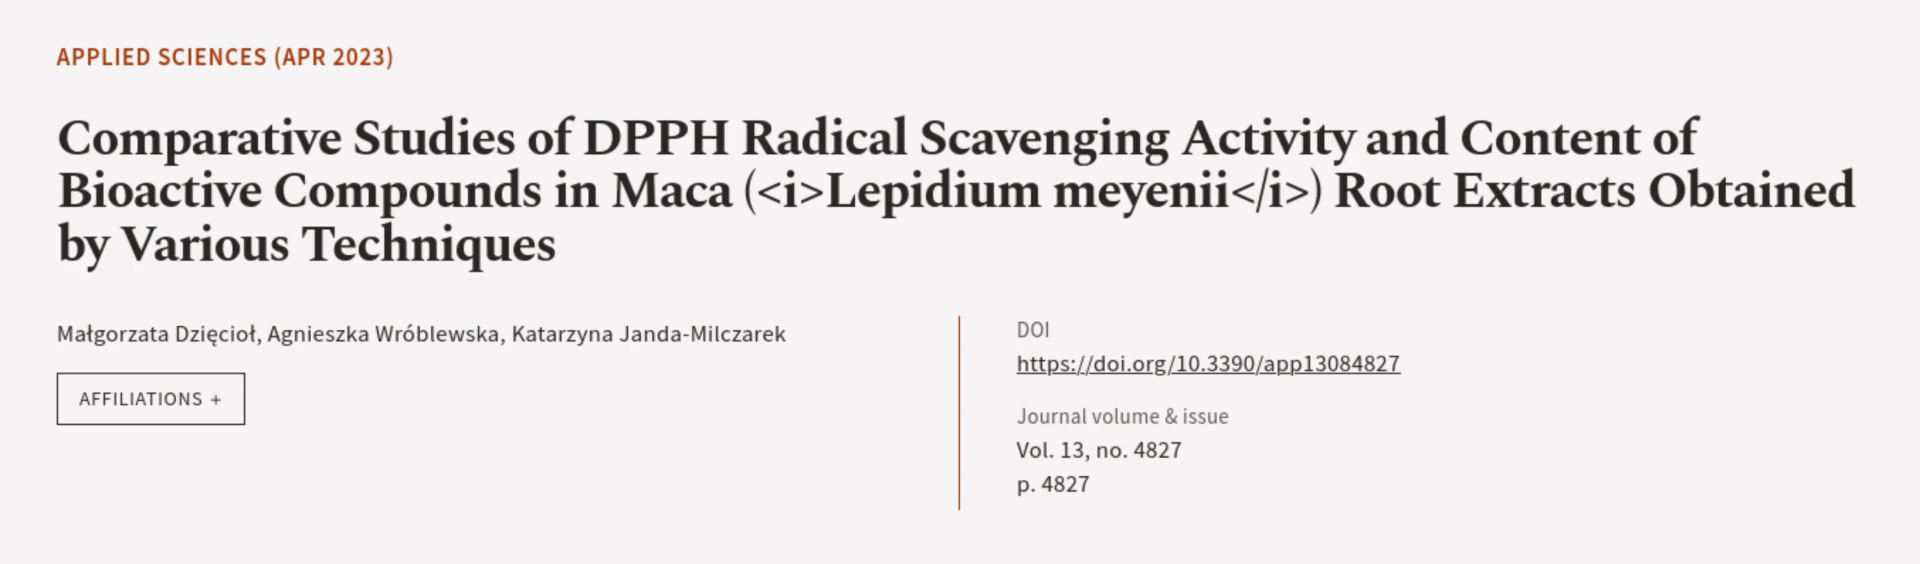 APPLIED SCIENCES (APR 2023)
Comparative Studies of DPPH Radical Scavenging Activity and Content of
Bioactive Compounds in Maca (<i>Lepidium meyenii</i>) Root Extracts Obtained
by Various Techniques
Małgorzata Dzięcioł, Agnieszka Wróblewska, Katarzyna Janda-Milczarek
AFFILIATIONS +
DOI
https://doi.org/10.3390/app13084827
Journal volume & issue
Vol. 13, no. 4827
p. 4827